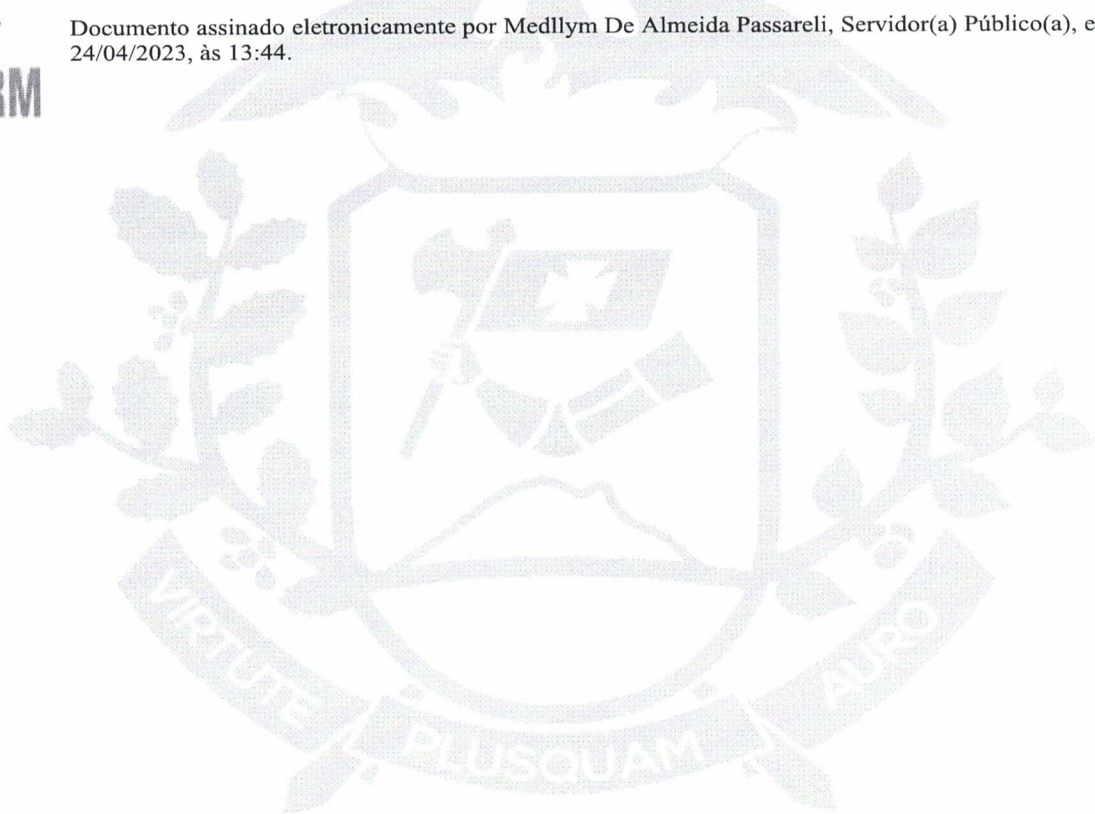 Documento assinado eletronicamente por Medllym De Almeida Passareli, Servidor(a) Público(a), e
24/04/2023, às 13:44.
RM
VIRTUTE
PLUSQUAM
AURO